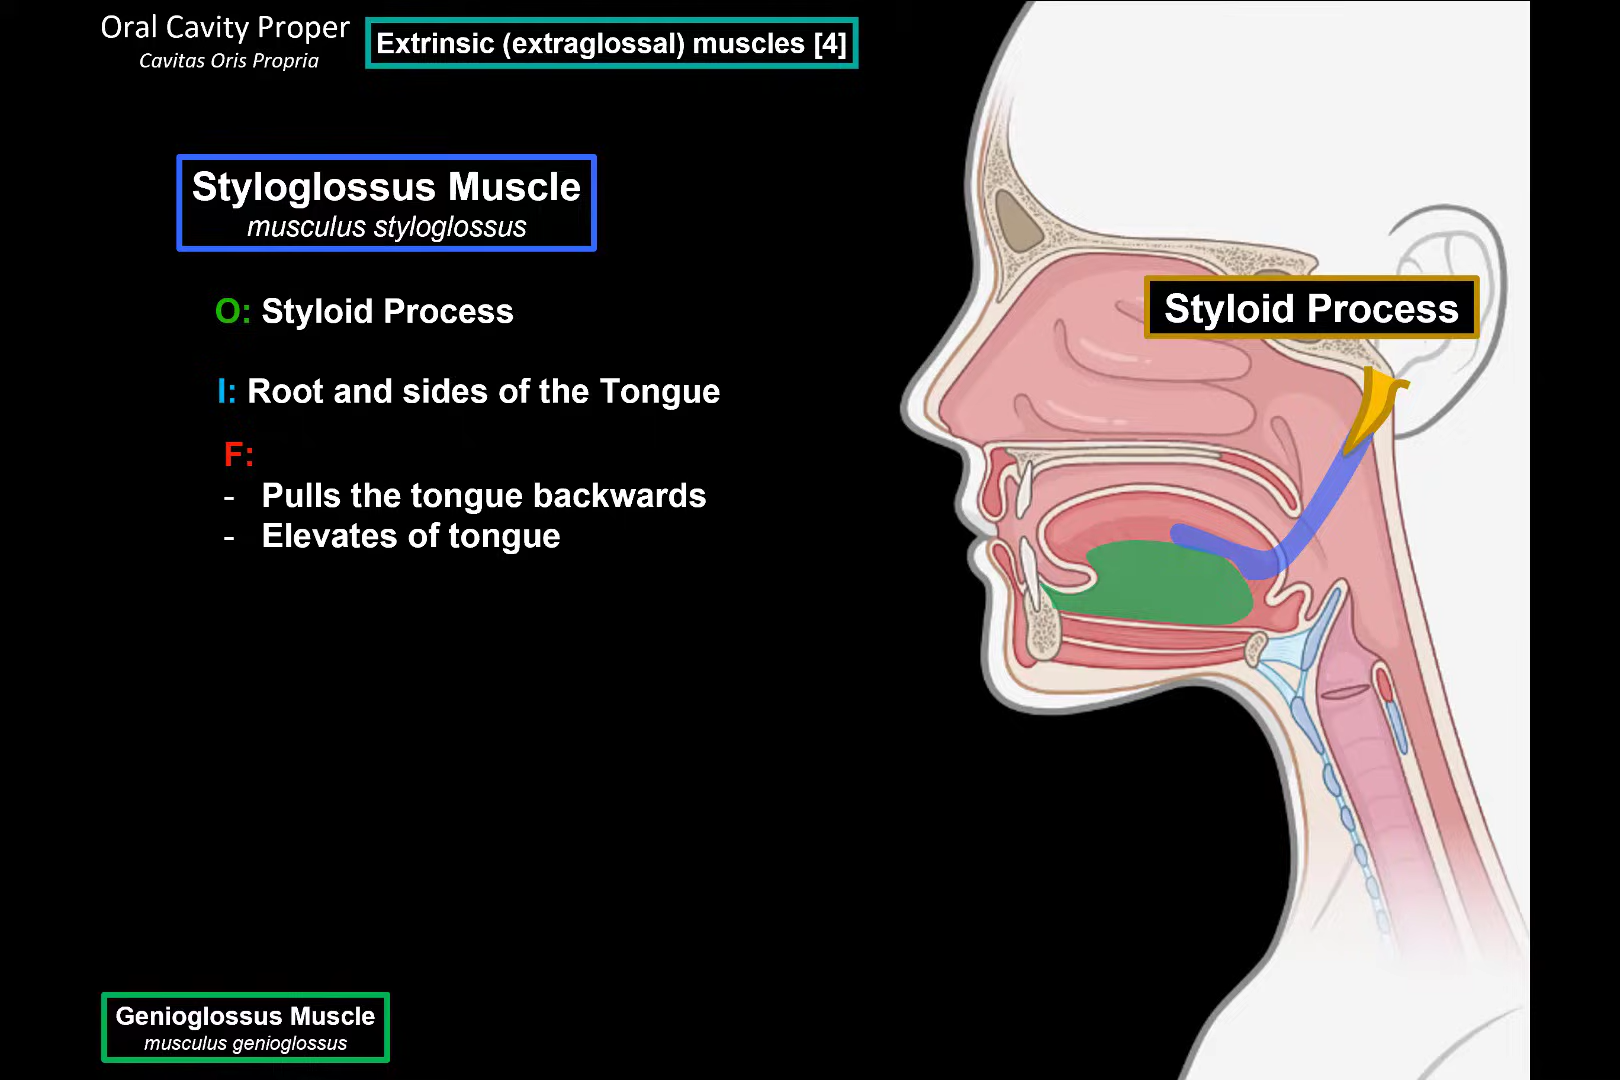 Oral Cavity Proper
Cavitas Oris Propria
Extrinsic (extraglossal) muscles [4]
Styloglossus Muscle
musculus styloglossus
O: Styloid Process
I: Root and sides of the Tongue
F:
- Pulls the tongue backwards
- Elevates of tongue
Styloid Process
Genioglossus Muscle
musculus genioglossus